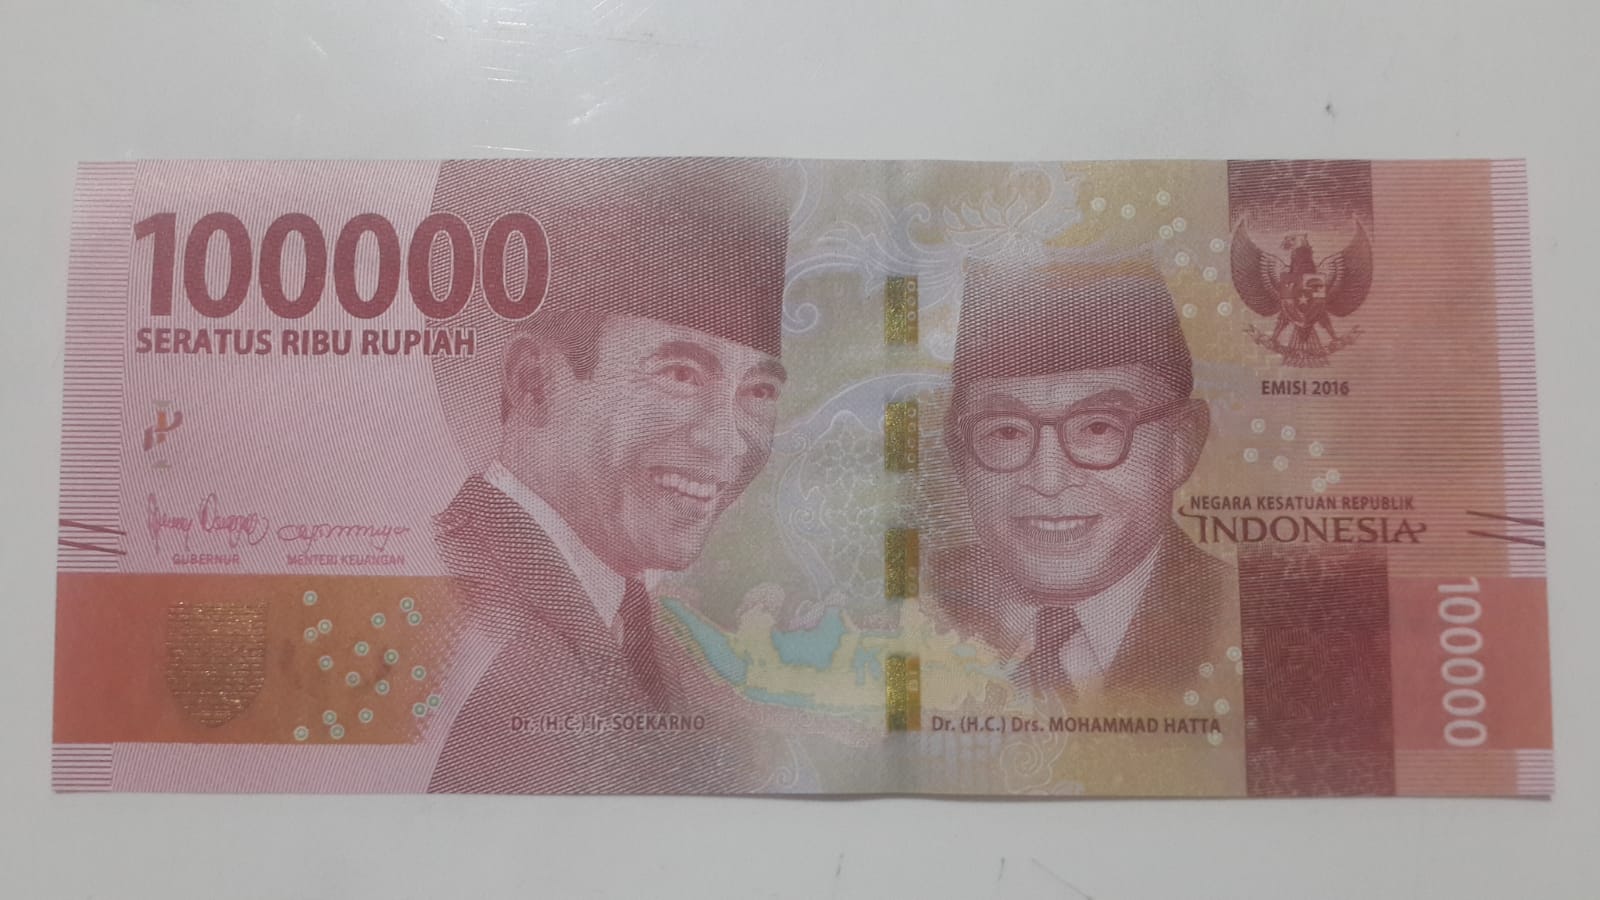 100000
SERATUS RIBU RUPIAH
GUBERNUR
MENTERI KEUANGAN
Dr. (H.C.) Ir. SOEKARNO
Dr. (H.C.) Drs. MOHAMMAD HATTA
EMISI 2016
NEGARA KESATUAN REPUBLIK
INDONESIA
100000